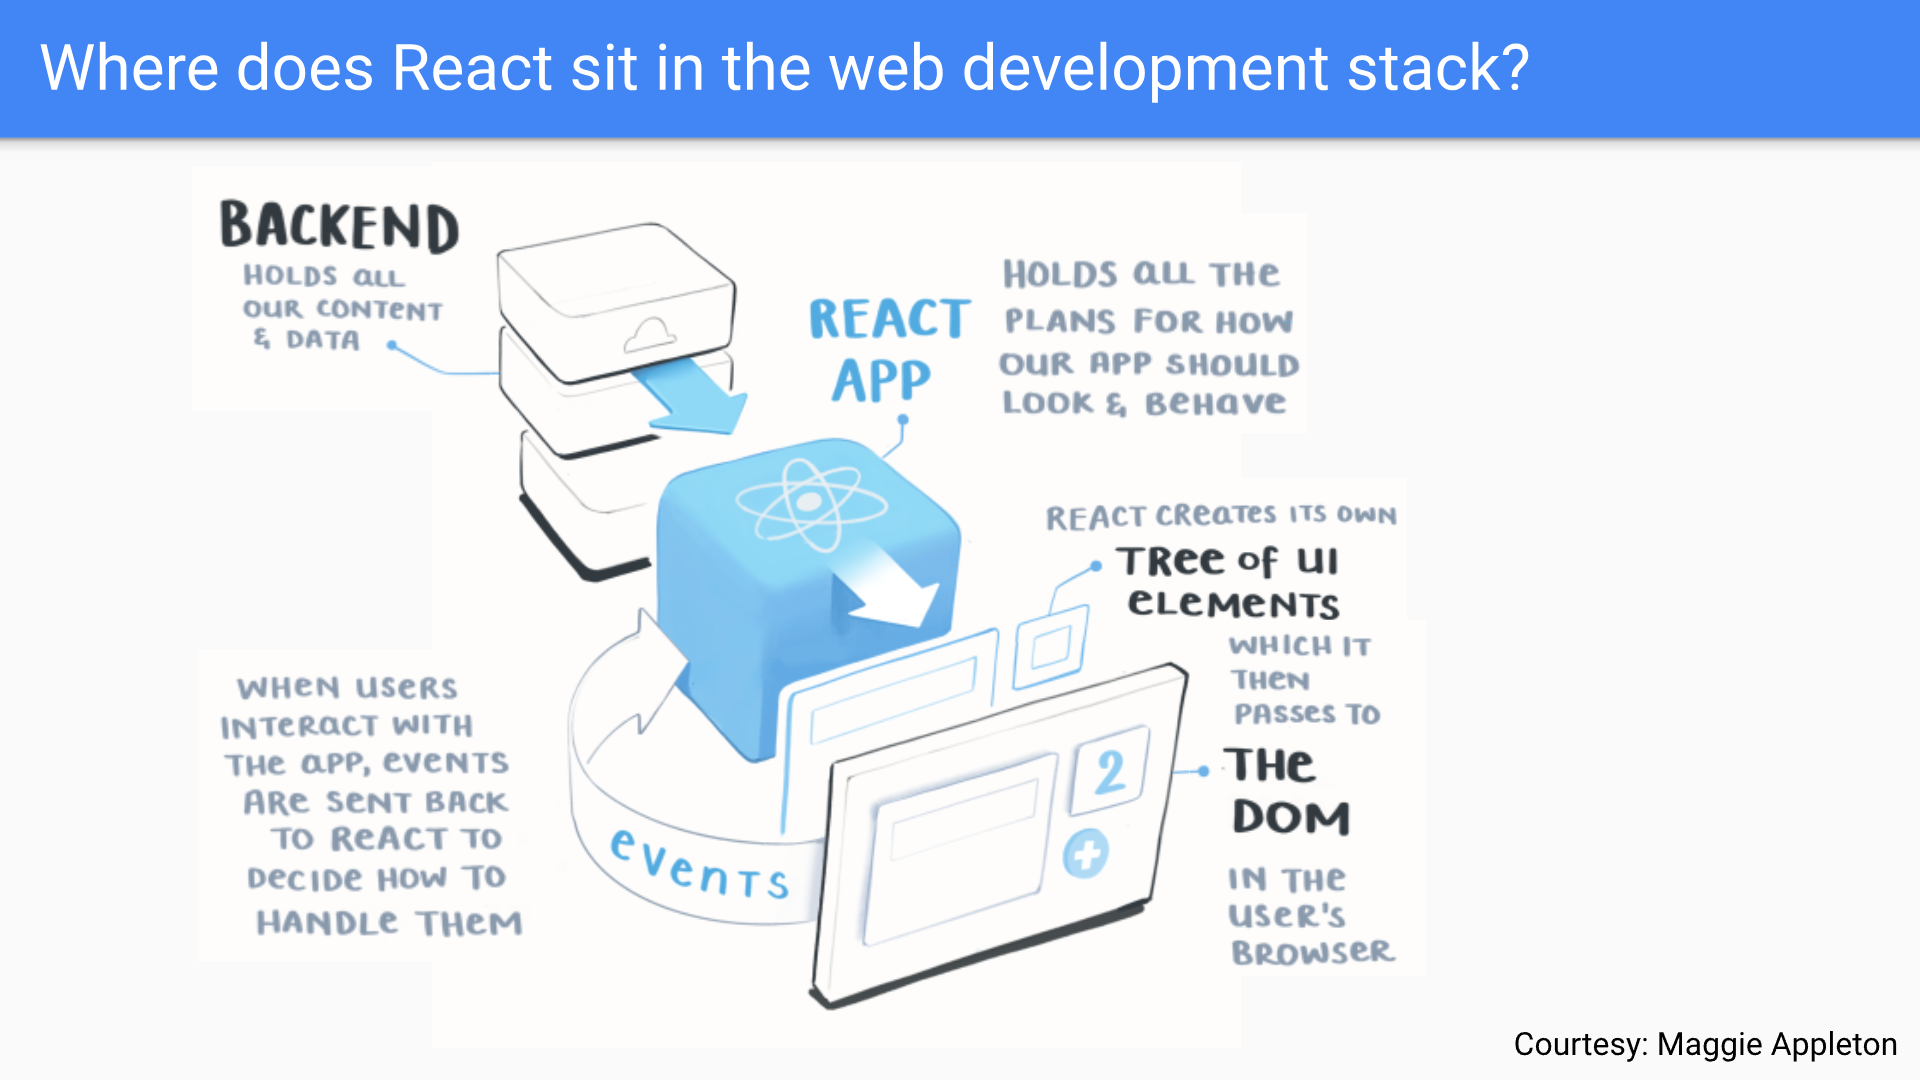 Where does React sit in the web development stack?
BACKEND
HOLDS ALL
OUR CONTENT
& DATA
REACT
APP
HOLDS ALL THE
PLANS FOR HOW
OUR APP SHOULD
LOOK & BEHAVE
REACT CREATES ITS OWN
TREE OF UI
ELEMENTS
WHICH IT
THEN
PASSES TO
THE
DOM
IN THE
USER'S
BROWSER
2
WHEN USERS
INTERACT WITH
THE APP, EVENTS
ARE SENT BACK
TO REACT TO
DECIDE HOW TO
HANDLE THEM
events
Courtesy: Maggie Appleton